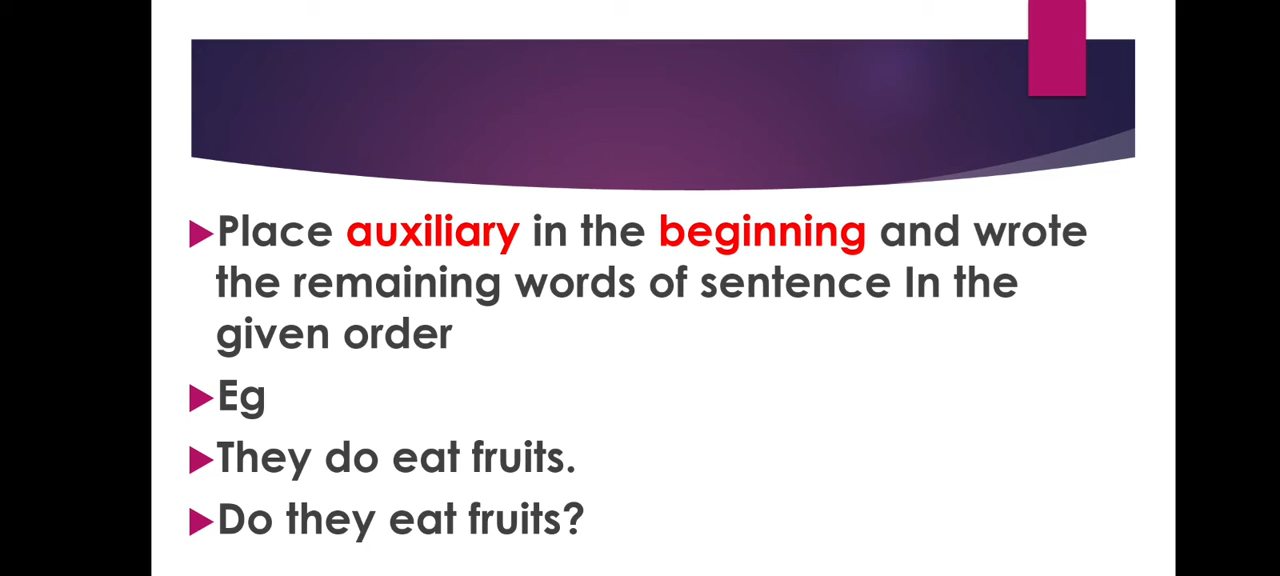 Place auxiliary in the beginning and wrote
the remaining words of sentence In the
given order
Eg
They do eat fruits.
Do they eat fruits?